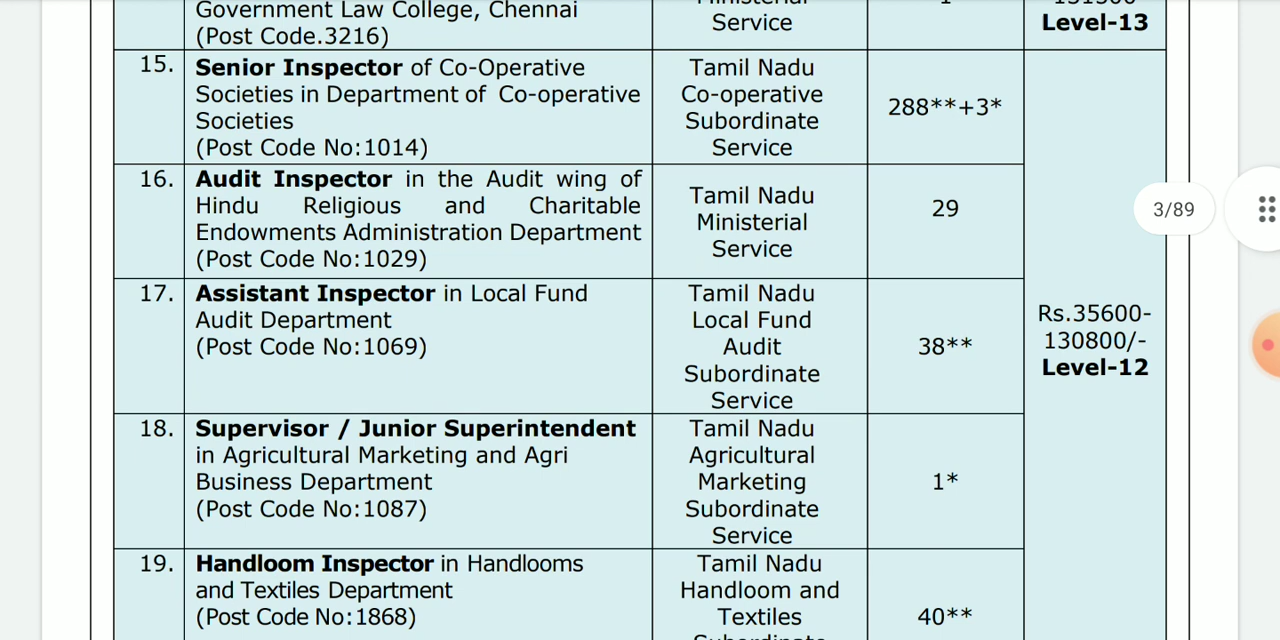 Government Law College, Chennai
(Post Code.3216)
Service
Level-13
15.
Senior Inspector of Co-Operative
Societies in Department of Co-operative
Societies
(Post Code No:1014)
Tamil Nadu
Co-operative
Subordinate
Service
288**+3*
16.
Audit Inspector in the Audit wing of
Hindu Religious and Charitable
Endowments Administration Department
(Post Code No:1029)
Tamil Nadu
Ministerial
Service
29
17.
Assistant Inspector in Local Fund
Audit Department
(Post Code No:1069)
Tamil Nadu
Local Fund
Audit
Subordinate
Service
38**
Rs.35600-
130800/-
Level-12
18.
Supervisor / Junior Superintendent
in Agricultural Marketing and Agri
Business Department
(Post Code No:1087)
Tamil Nadu
Agricultural
Marketing
Subordinate
Service
1*
19.
Handloom Inspector in Handlooms
and Textiles Department
(Post Code No:1868)
Tamil Nadu
Handloom and
Textiles
40**
3/89